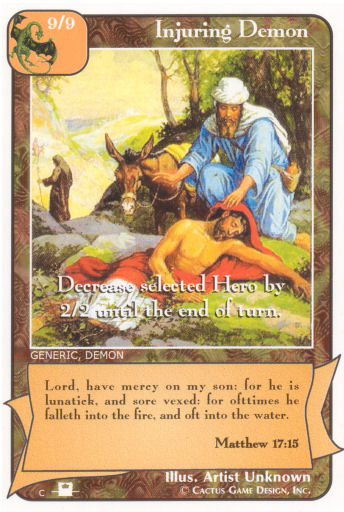 9/9
Injuring Demon
Decrease selected Hero by
2/2 until the end of turn.
GENERIC, DEMON
Lord, have mercy on my son: for he is
lunatick, and sore vexed: for ofttimes he
falleth into the fire, and oft into the water.
Matthew 17:15
Illus. Artist Unknown
C
© CACTUS GAME DESIGN, INC.